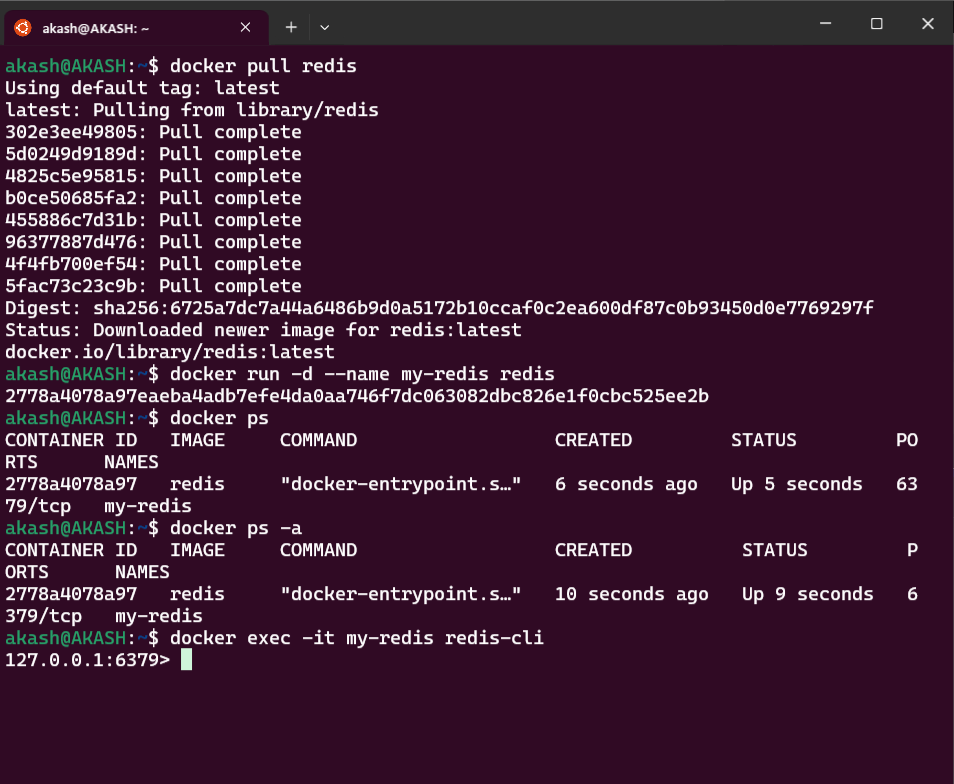 akash@AKASH: ~
akash@AKASH:~$ docker pull redis
Using default tag: latest
latest: Pulling from library/redis
302e3ee49805: Pull complete
5d0249d9189d: Pull complete
4825c5e95815: Pull complete
b0ce50685fa2: Pull complete
455886c7d31b: Pull complete
96377887d476: Pull complete
4f4fb700ef54: Pull complete
5fac73c23c9b: Pull complete
Digest: sha256:6725a7dc7a44a6486b9d0a5172b10ccaf0c2ea600df87c0b93450d0e7769297f
Status: Downloaded newer image for redis:latest
docker.io/library/redis:latest
akash@AKASH:~$ docker run -d --name my-redis redis
2778a4078a97eaeba4adb7efe4da0aa746f7dc063082dbc826e1f0cbc525ee2b
akash@AKASH:~$ docker ps
CONTAINER ID   IMAGE     COMMAND                  CREATED         STATUS         PO
RTS      NAMES
2778a4078a97   redis     "docker-entrypoint.s…"   6 seconds ago   Up 5 seconds   63
79/tcp   my-redis
akash@AKASH:~$ docker ps -a
CONTAINER ID   IMAGE     COMMAND                  CREATED          STATUS         P
ORTS      NAMES
2778a4078a97   redis     "docker-entrypoint.s…"   10 seconds ago   Up 9 seconds   6
379/tcp   my-redis
akash@AKASH:~$ docker exec -it my-redis redis-cli
127.0.0.1:6379>